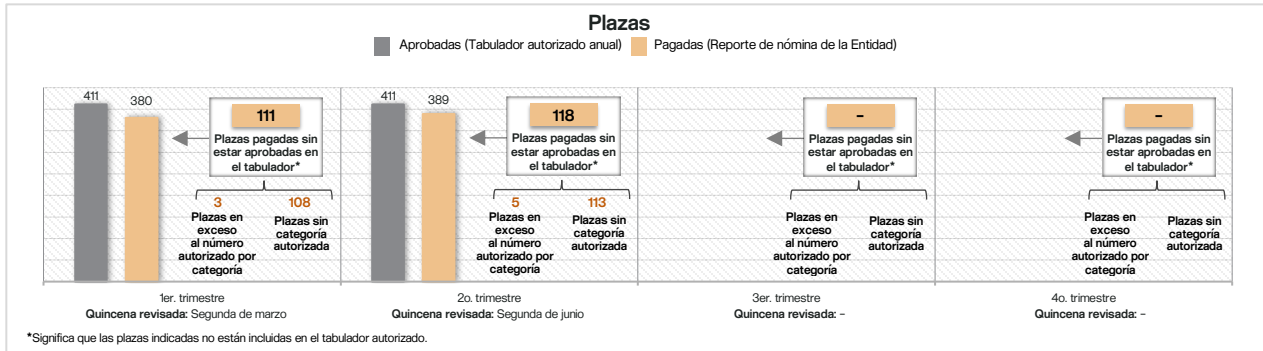 Plazas
Aprobadas (Tabulador autorizado anual)
Pagadas (Reporte de nómina de la Entidad)
411
380
111
Plazas pagadas sin
estar aprobadas en
el tabulador*
3
108
Plazas en
exceso
al número
autorizado por
categoría
Plazas sin
categoría
autorizada
1er. trimestre
Quincena revisada: Segunda de marzo
411
389
118
Plazas pagadas sin
estar aprobadas en
el tabulador*
5
113
Plazas en
exceso
al número
autorizado por
categoría
Plazas sin
categoría
autorizada
2o. trimestre
Quincena revisada: Segunda de junio
-
Plazas pagadas sin
estar aprobadas en
el tabulador*
Plazas en
exceso
al número
autorizado por
categoría
Plazas sin
categoría
autorizada
3er. trimestre
Quincena revisada: -
-
Plazas pagadas sin
estar aprobadas en
el tabulador*
Plazas en
exceso
al número
autorizado por
categoría
Plazas sin
categoría
autorizada
4o. trimestre
Quincena revisada: -
*Significa que las plazas indicadas no están incluidas en el tabulador autorizado.